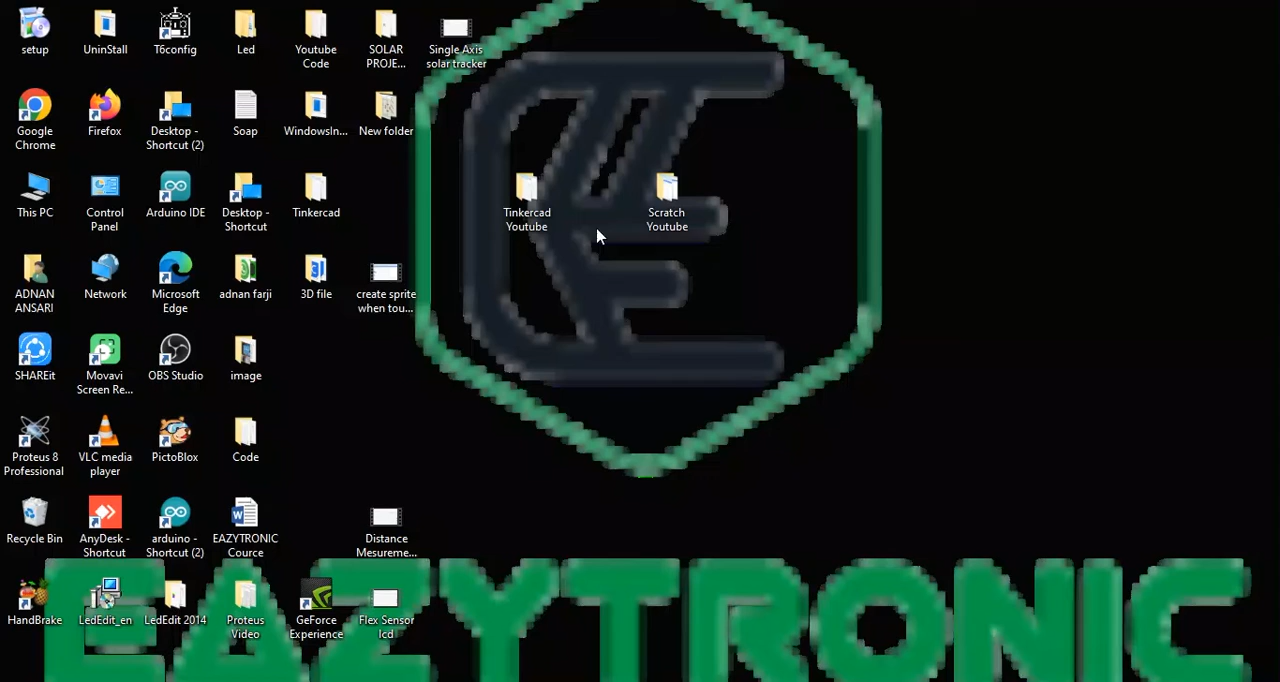 setup
UninStall
T6config
Led
Youtube
Code
SOLAR
PROJE...
Single Axis
solar tracker
Google
Chrome
Firefox
Desktop -
Shortcut (2)
Soap
WindowsIn...
New folder
This PC
Control
Panel
Arduino IDE
Desktop -
Shortcut
Tinkercad
Tinkercad
Youtube
Scratch
Youtube
ADNAN
ANSARI
Network
Microsoft
Edge
adnan farji
3D file
create sprite
when tou...
SHAREit
Movavi
Screen Re...
OBS Studio
image
Proteus 8
Professional
VLC media
player
PictoBlox
Code
Recycle Bin
AnyDesk -
Shortcut
arduino -
Shortcut (2)
EAZYTRONIC
Cource
Distance
Mesureme...
HandBrake
LedEdit_en
LedEdit 2014
Proteus
Video
GeForce
Experience
Flex Sensor
lcd
EAZYTRONIC